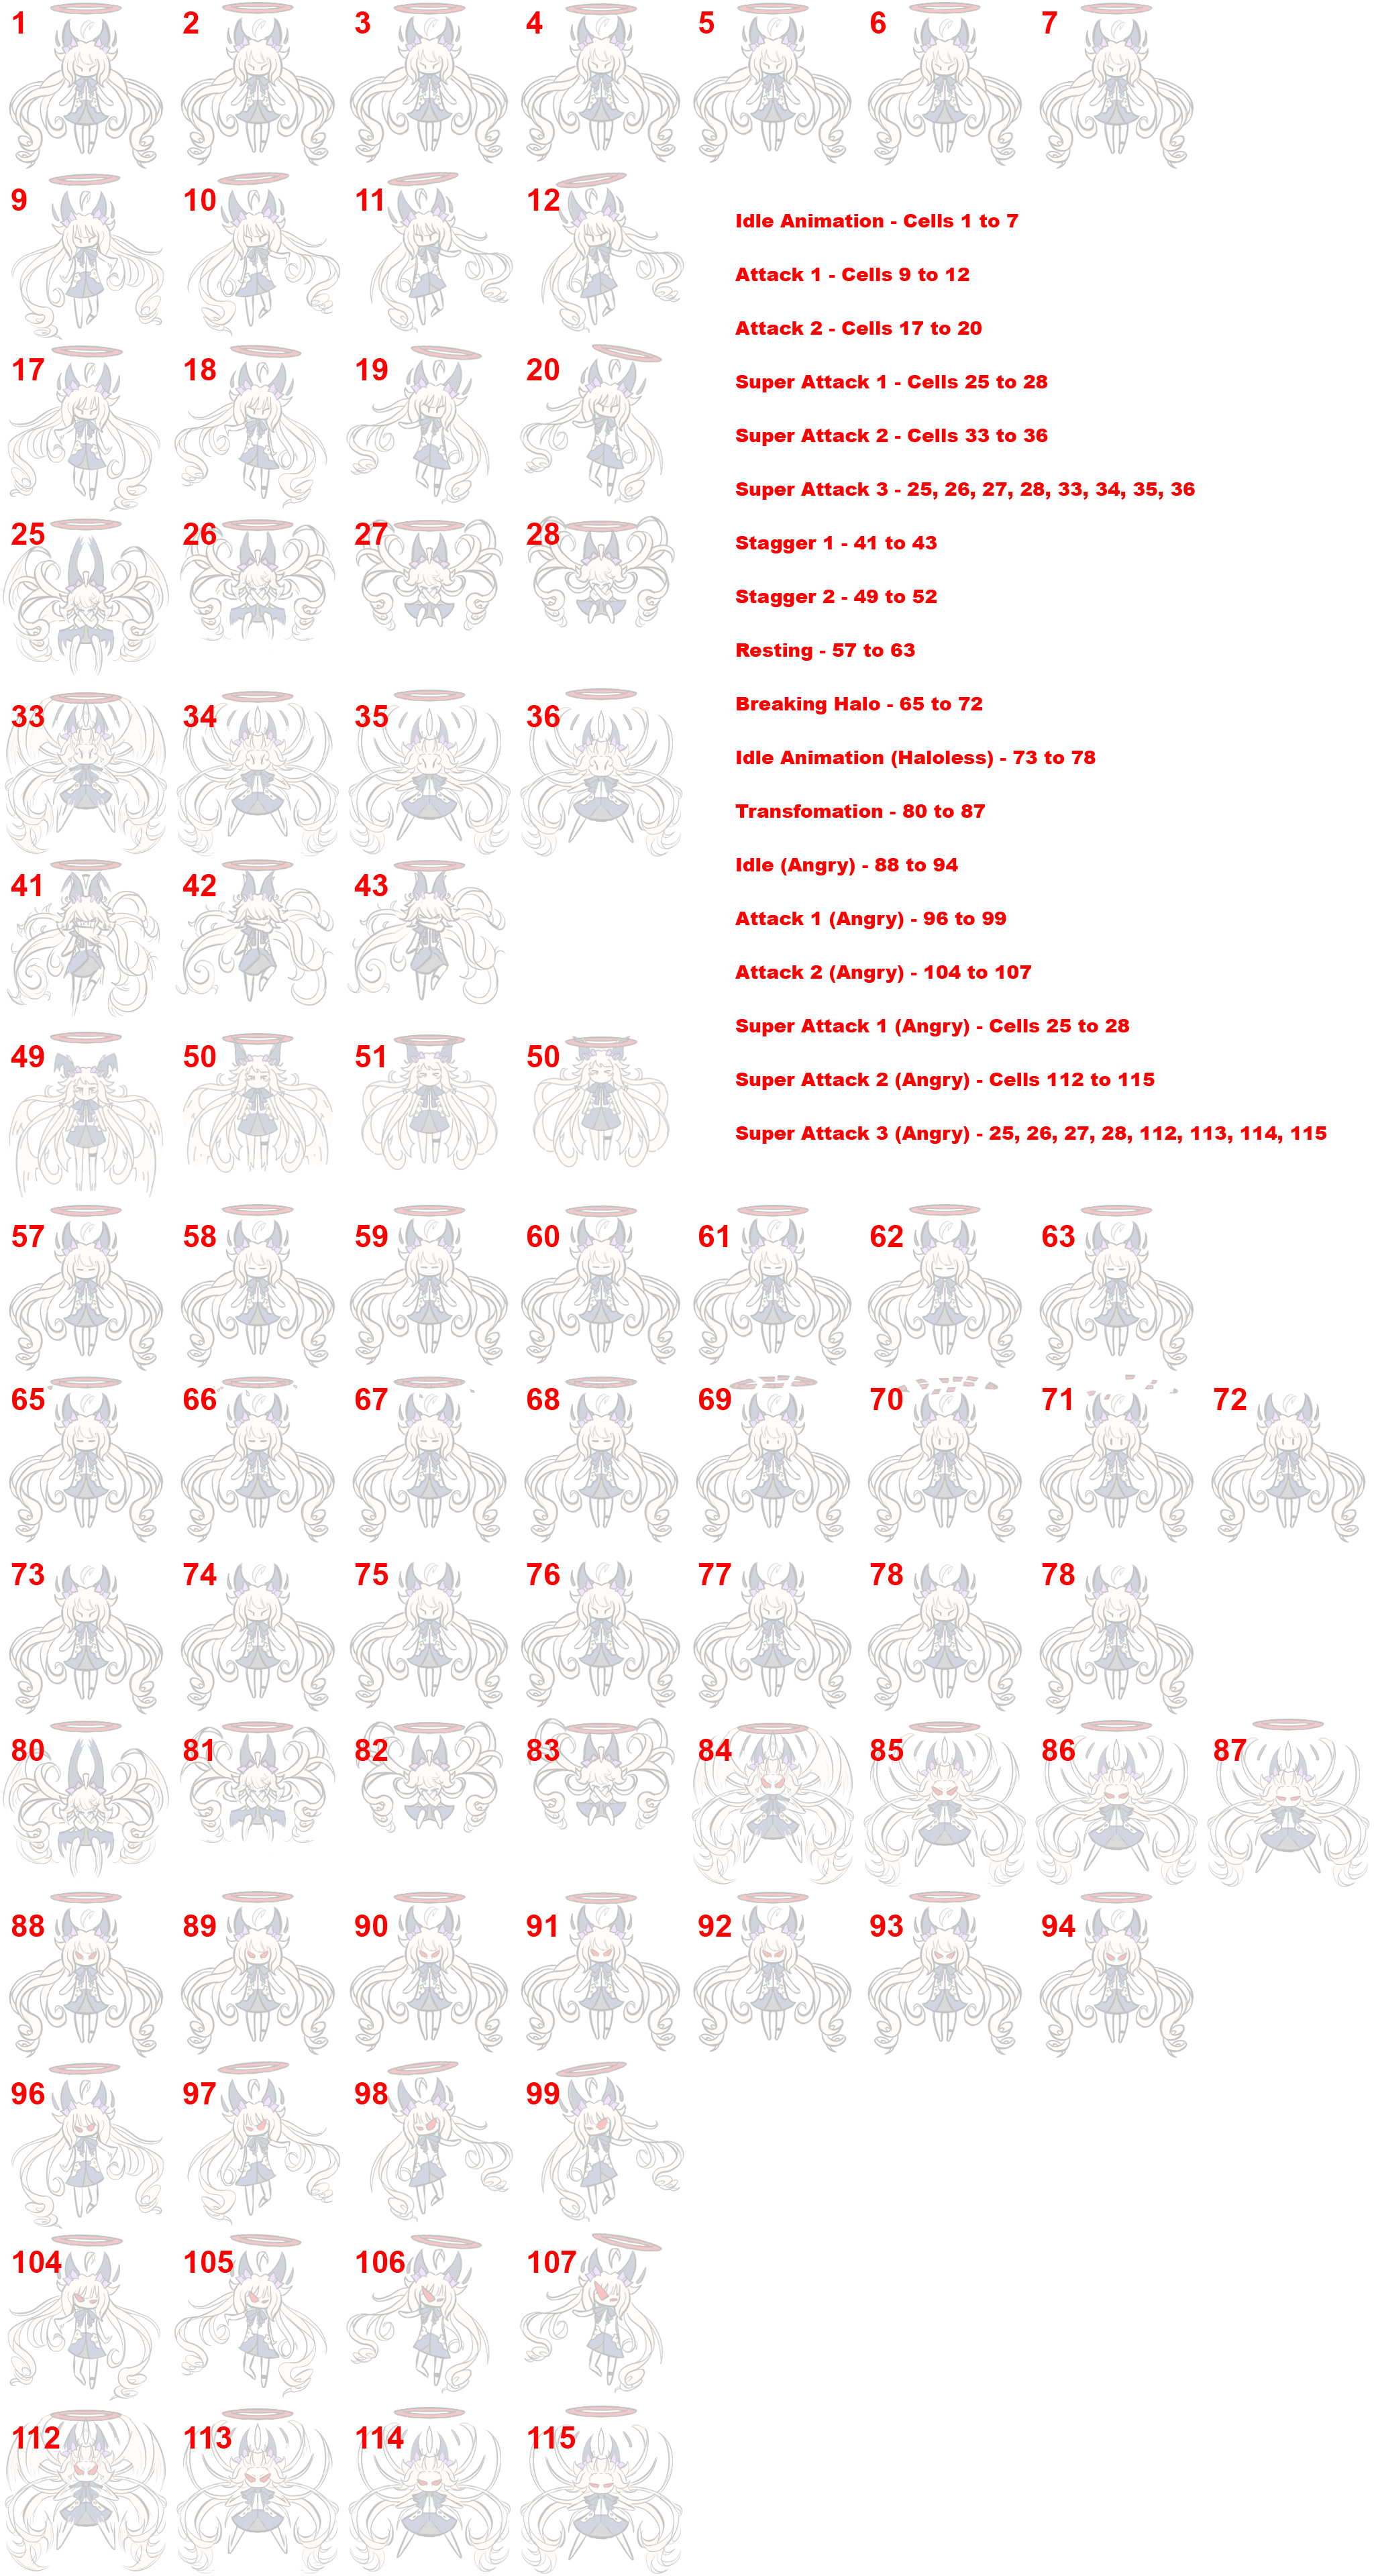 1 2 3 4 5 6 7
9 10 11 12
Idle Animation - Cells 1 to 7
Attack 1 - Cells 9 to 12
Attack 2 - Cells 17 to 20
17 18 19 20
Super Attack 1 - Cells 25 to 28
Super Attack 2 - Cells 33 to 36
Super Attack 3 - 25, 26, 27, 28, 33, 34, 35, 36
25 26 27 28
Stagger 1 - 41 to 43
Stagger 2 - 49 to 52
Resting - 57 to 63
Breaking Halo - 65 to 72
33 34 35 36
Idle Animation (Haloless) - 73 to 78
Transfomation - 80 to 87
Idle (Angry) - 88 to 94
41 42 43
Attack 1 (Angry) - 96 to 99
Attack 2 (Angry) - 104 to 107
Super Attack 1 (Angry) - Cells 25 to 28
49 50 51 50
Super Attack 2 (Angry) - Cells 112 to 115
Super Attack 3 (Angry) - 25, 26, 27, 28, 112, 113, 114, 115
57 58 59 60 61 62 63
65 66 67 68 69 70 71 72
73 74 75 76 77 78 78
80 81 82 83 84 85 86 87
88 89 90 91 92 93 94
96 97 98 99
104 105 106 107
112 113 114 115